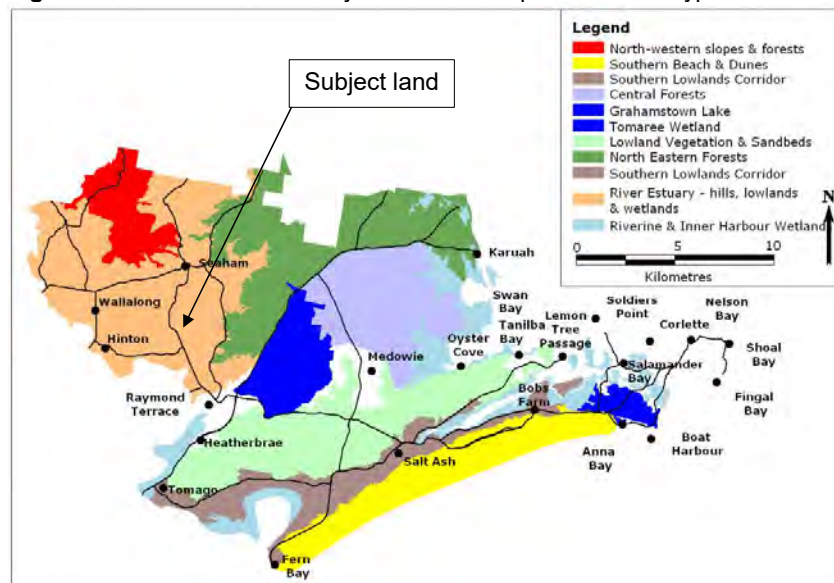 Subject land
Legend
North-western slopes & forests
Southern Beach & Dunes
Southern Lowlands Corridor
Central Forests
Grahamstown Lake
Tomaree Wetland
Lowland Vegetation & Sandbeds
North Eastern Forests
Southern Lowlands Corridor
River Estuary - hills, lowlands
& wetlands
Riverine & Inner Harbour Wetland
N
0 5 10
Kilometres
Seaham
Karuah
Wallalong
Hinton
Swan
Bay
Tanilba
Bay
Oyster
Cove
Lemon
Tree
Passage
Soldiers
Point
Corlette
Nelson
Bay
Shoal
Bay
Medowie
Salamander
Bay
Fingal
Bay
Raymond
Terrace
Bobs
Farm
Heatherbrae
Salt Ash
Anna
Bay
Boat
Harbour
Tomago
Fern
Bay